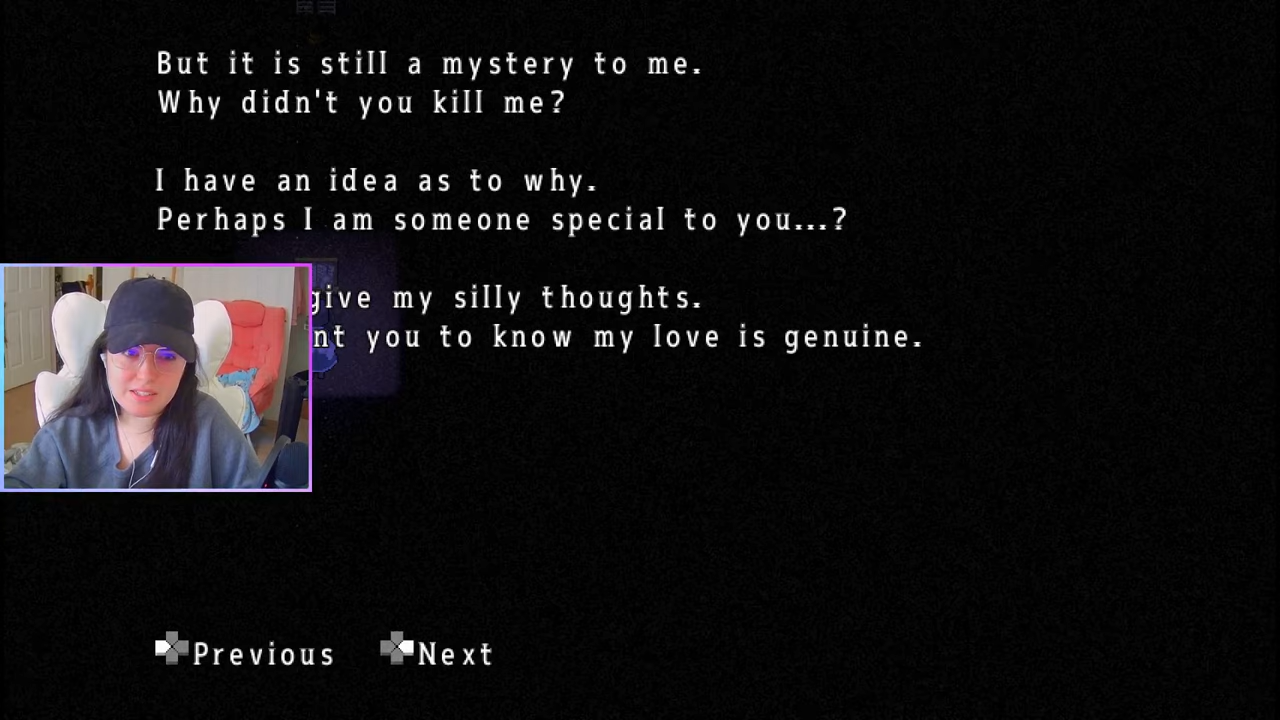 But it is still a mystery to me.
Why didn't you kill me?
I have an idea as to why.
Perhaps I am someone special to you...?
my silly thoughts.
you to know my love is genuine.
Previous
Next